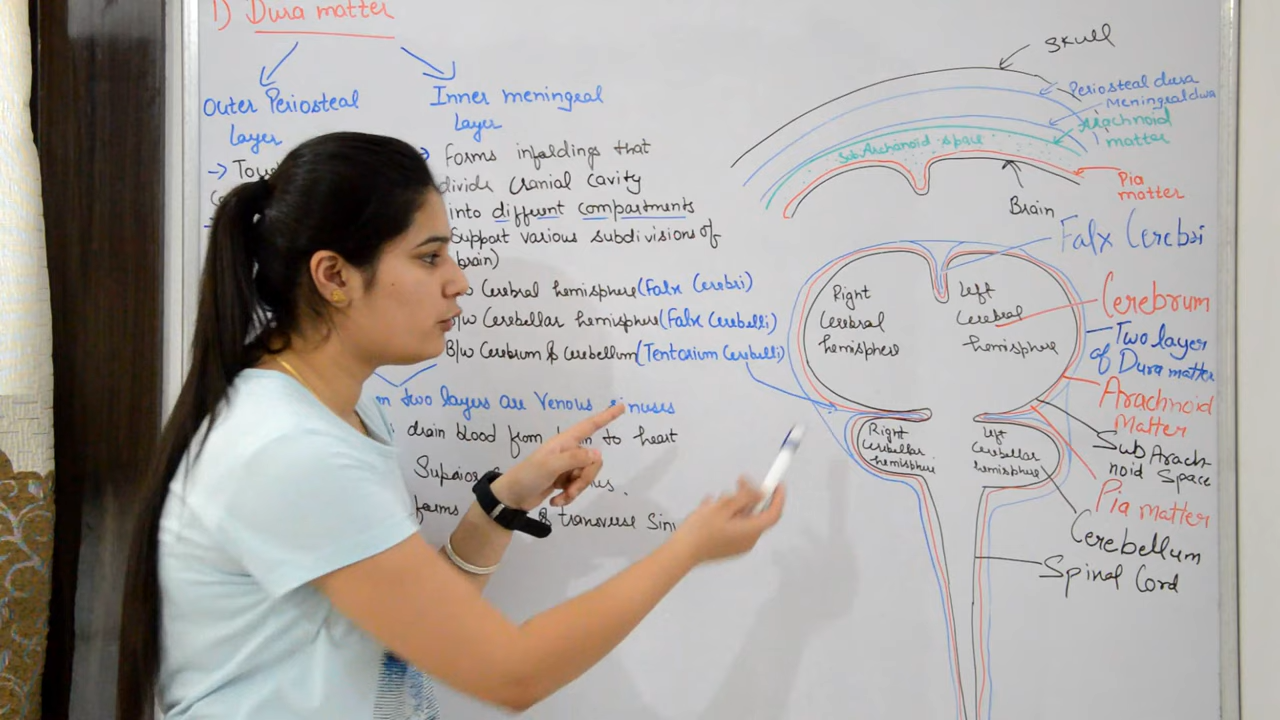 1) Dura matter
Outer Periosteal
Layer
Inner meningeal
Layer
Forms infoldings that
divide cranial cavity
into different compartments
Support various subdivisions of
brain)
Cerebral hemisphere (Falx Cerebri)
B/w Cerebellar hemisphere (Falx Cerebelli)
B/w Cerebrum & cerebellum (Tentorium Cerebelli)
two layers are Venous Sinuses
drain blood from to heart
forms of transverse
Skull
Periosteal dura
Meningeal dura
Arachnoid
matter
SubArchanoid space
Pia
matter
Brain
Falx Cerebri
Right
Cerebral
hemisphere
Left
Cerebral
hemisphere
Cerebrum
Two layer
of Dura matter
Arachnoid
Matter
Sub Arach-
noid Space
Right
Cerebellar
hemisphere
Left
Cerebellar
hemisphere
Pia matter
Cerebellum
Spinal Cord